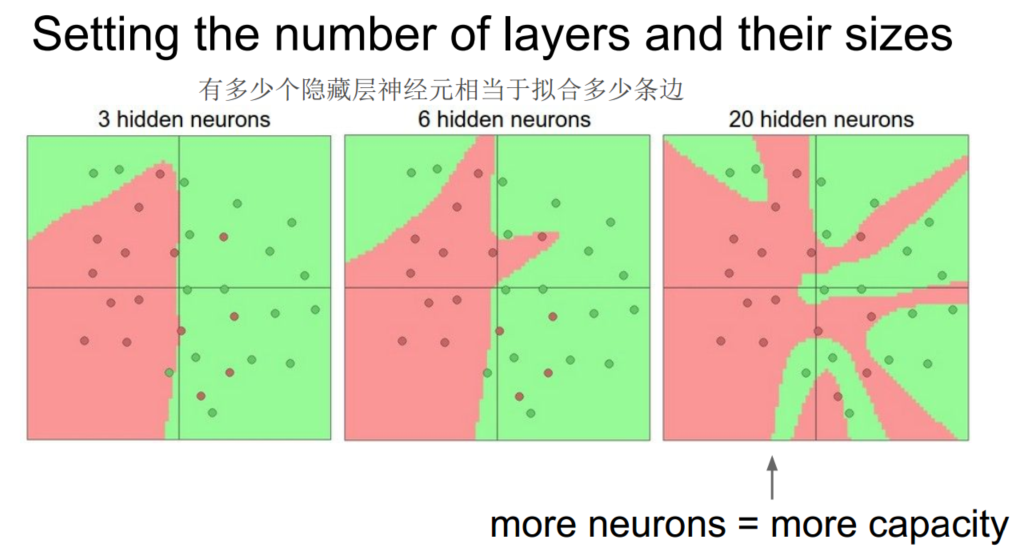 Setting the number of layers and their sizes
有多少个隐藏层神经元相当于拟合多少条边
3 hidden neurons
6 hidden neurons
20 hidden neurons
more neurons = more capacity